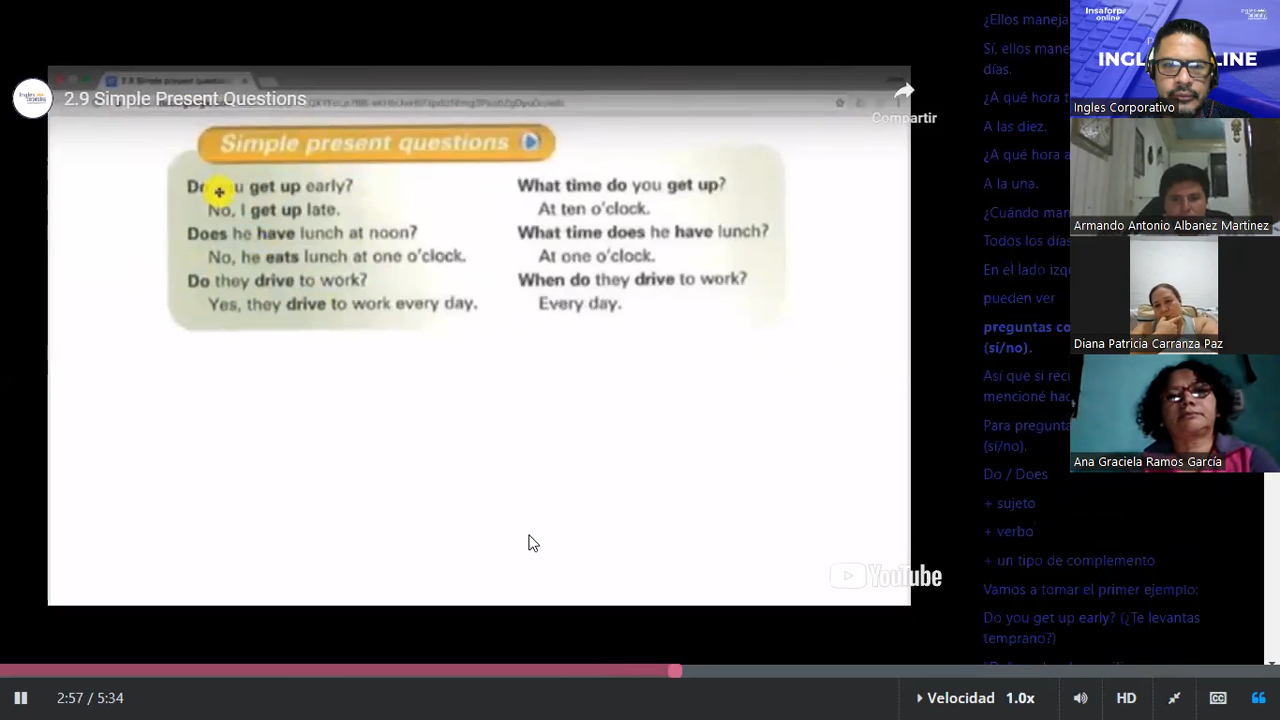 2.9 Simple Present Questions
Compartir
Simple present questions
Do you get up early?
No, I get up late.
Does he have lunch at noon?
No, he eats lunch at one o'clock.
Do they drive to work?
Yes, they drive to work every day.
What time do you get up?
At ten o'clock.
What time does he have lunch?
At one o'clock.
When do they drive to work?
Every day.
YouTube
¿Ellos maneja
Sí, ellos mane
días.
¿A qué hora t
A las diez.
¿A qué hora a
A la una.
¿Cuándo man
Todos los días
En el lado izq
pueden ver
preguntas co
(sí/no).
Así que si recu
mencioné hac
Para pregunta
(sí/no).
Do / Does
+ sujeto
+ verbo
+ un tipo de complemento
Vamos a tomar el primer ejemplo:
Do you get up early? (¿Te levantas
temprano?)
Insaforp
online
INGL
LINE
Ingles Corporativo
Armando Antonio Albanez Martinez
Diana Patricia Carranza Paz
Ana Graciela Ramos García
2:57 / 5:34
Velocidad 1.0x
HD
CC